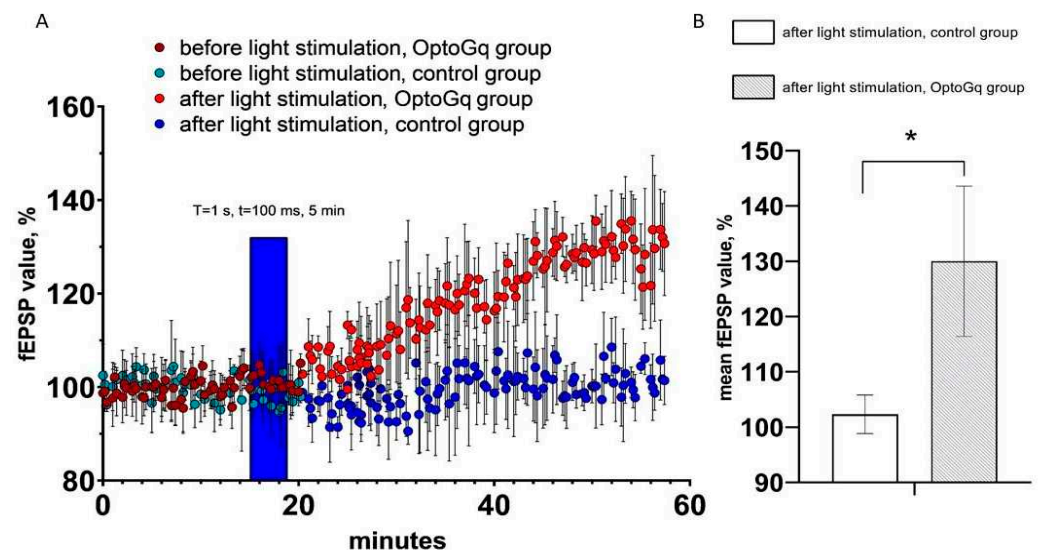 A
before light stimulation, OptoGq group
before light stimulation, control group
after light stimulation, OptoGq group
after light stimulation, control group
160
140
120
100
80
fEPSP value, %
T=1 s, t=100 ms, 5 min
0 20 40 60
minutes
B
after light stimulation, control group
after light stimulation, OptoGq group
*
150
140
130
120
110
100
90
mean fEPSP value, %